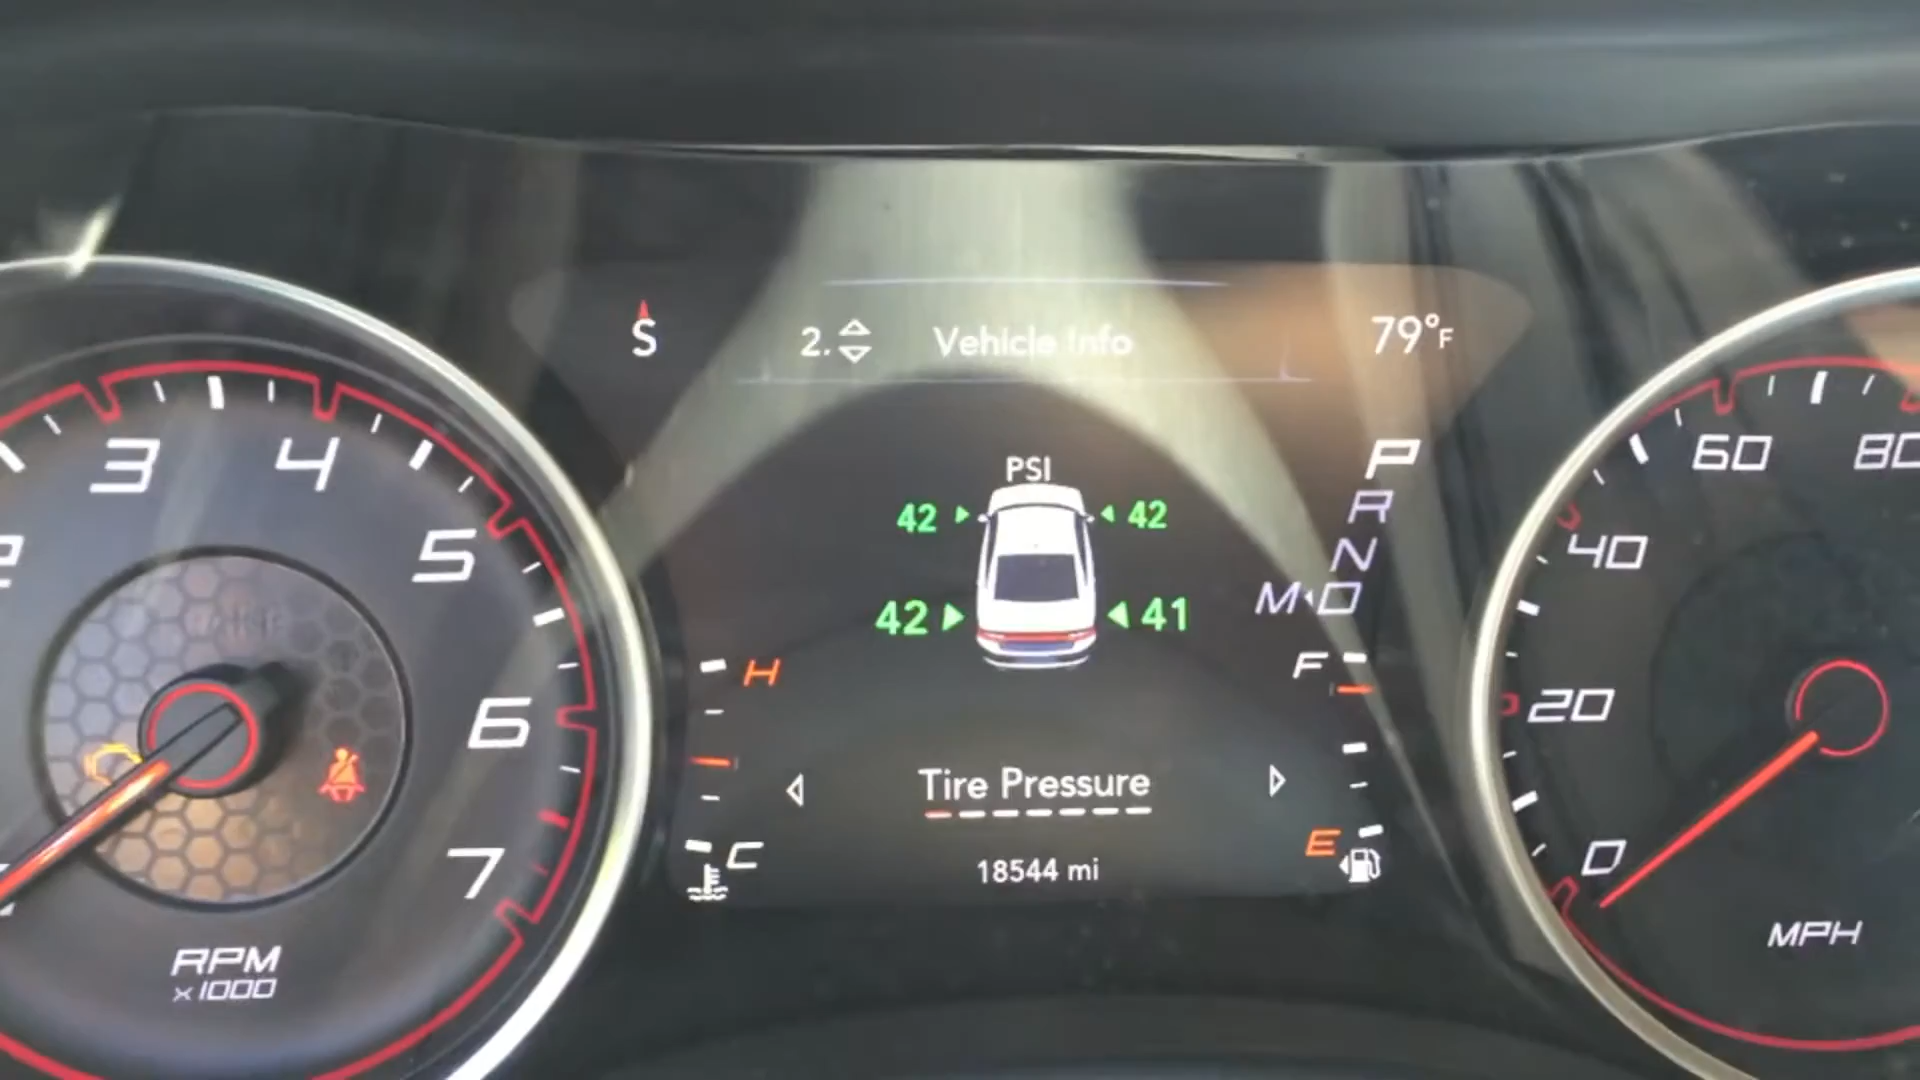 S
2. Vehicle Info
79°F
PSI
42 42
42 41
P
R
N
M D
H
C
F
E
Tire Pressure
18544 mi
2
3
4
5
6
7
RPM
x1000
0
20
40
60
80
MPH